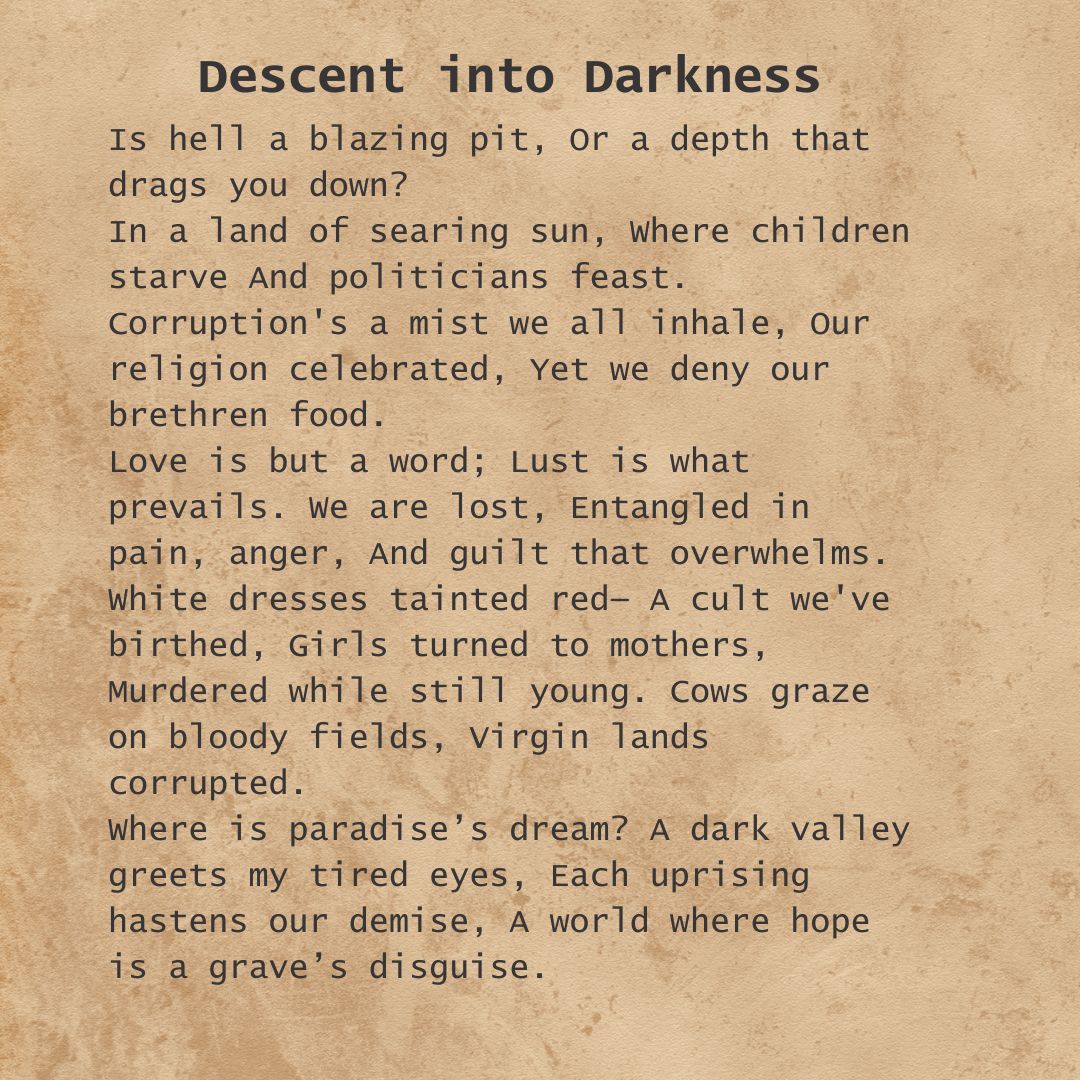 Descent into Darkness
Is hell a blazing pit, Or a depth that
drags you down?
In a land of searing sun, Where children
starve And politicians feast.
Corruption's a mist we all inhale, Our
religion celebrated, Yet we deny our
brethren food.
Love is but a word; Lust is what
prevails. We are lost, Entangled in
pain, anger, And guilt that overwhelms.
White dresses tainted red— A cult we've
birthed, Girls turned to mothers,
Murdered while still young. Cows graze
on bloody fields, Virgin lands
corrupted.
Where is paradise’s dream? A dark valley
greets my tired eyes, Each uprising
hastens our demise, A world where hope
is a grave’s disguise.